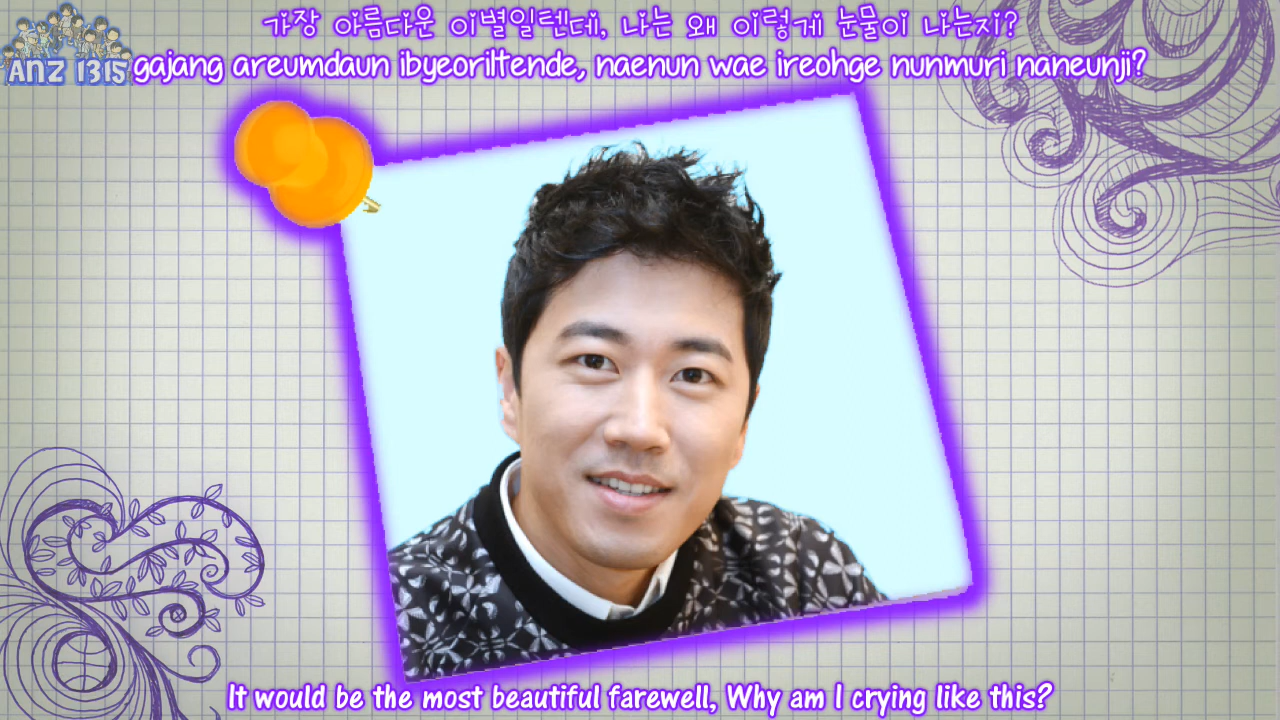 가장 아름다운 이별일텐데, 나는 왜 이렇게 눈물이 나는지?
ANZ 1315
gajang areumdaun ibyeoriltende, naenun wae ireohge nunmuri naneunji?
It would be the most beautiful farewell, Why am I crying like this?